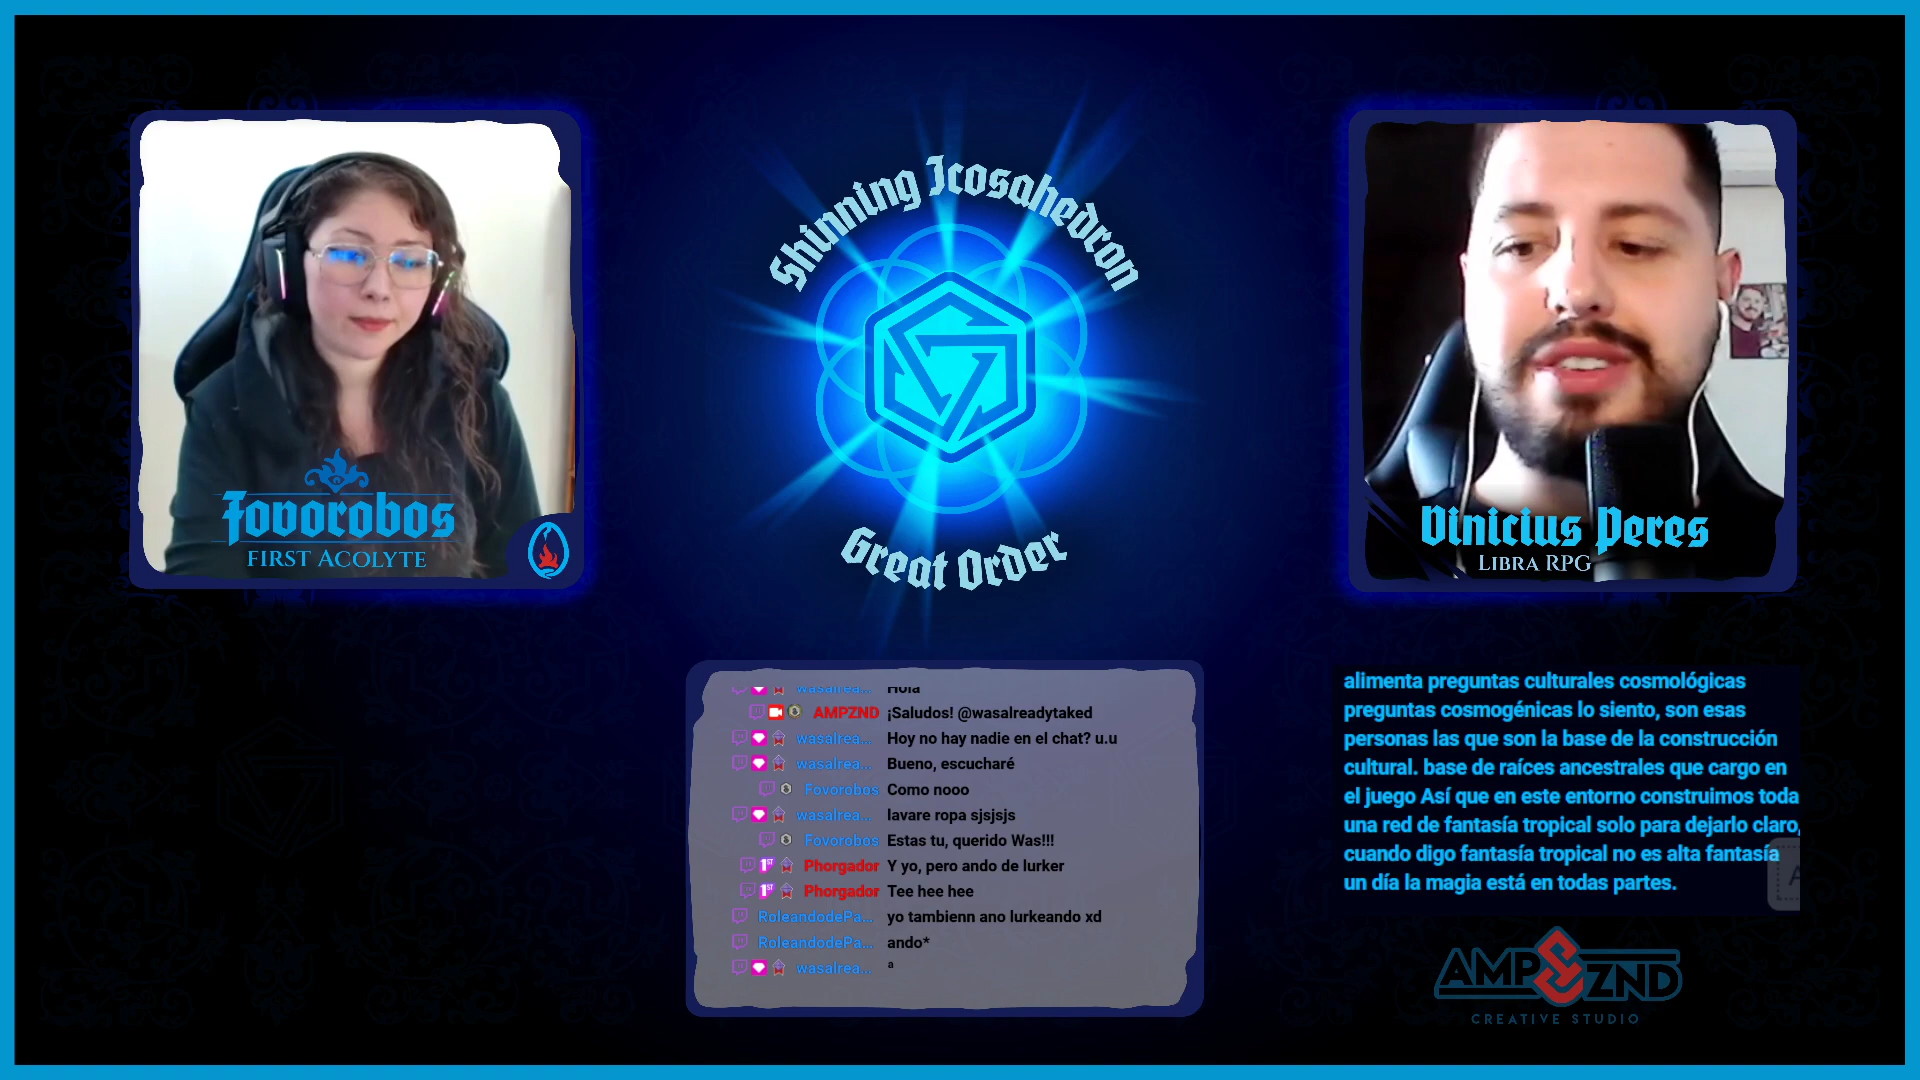 Shinning Icosahedron
Great Order
Fovorobos
FIRST ACOLYTE
Vinicius Peres
LIBRA RPG
wasalrea... Hola
AMPZND ¡Saludos! @wasalreadytaked
wasalrea... Hoy no hay nadie en el chat? u.u
wasalrea... Bueno, escucharé
Fovorobos Como nooo
wasalrea... lavare ropa sjsjsjs
Fovorobos Estas tu, querido Was!!!
1ST Phorgador Y yo, pero ando de lurker
1ST Phorgador Tee hee hee
RoleandodePa... yo tambienn ano lurkeando xd
RoleandodePa... ando*
wasalrea... a
alimenta preguntas culturales cosmológicas
preguntas cosmogénicas lo siento, son esas
personas las que son la base de la construcción
cultural. base de raíces ancestrales que cargo en
el juego Así que en este entorno construimos toda
una red de fantasía tropical solo para dejarlo claro,
cuando digo fantasía tropical no es alta fantasía
un día la magia está en todas partes.
A
AMPZND
CREATIVE STUDIO